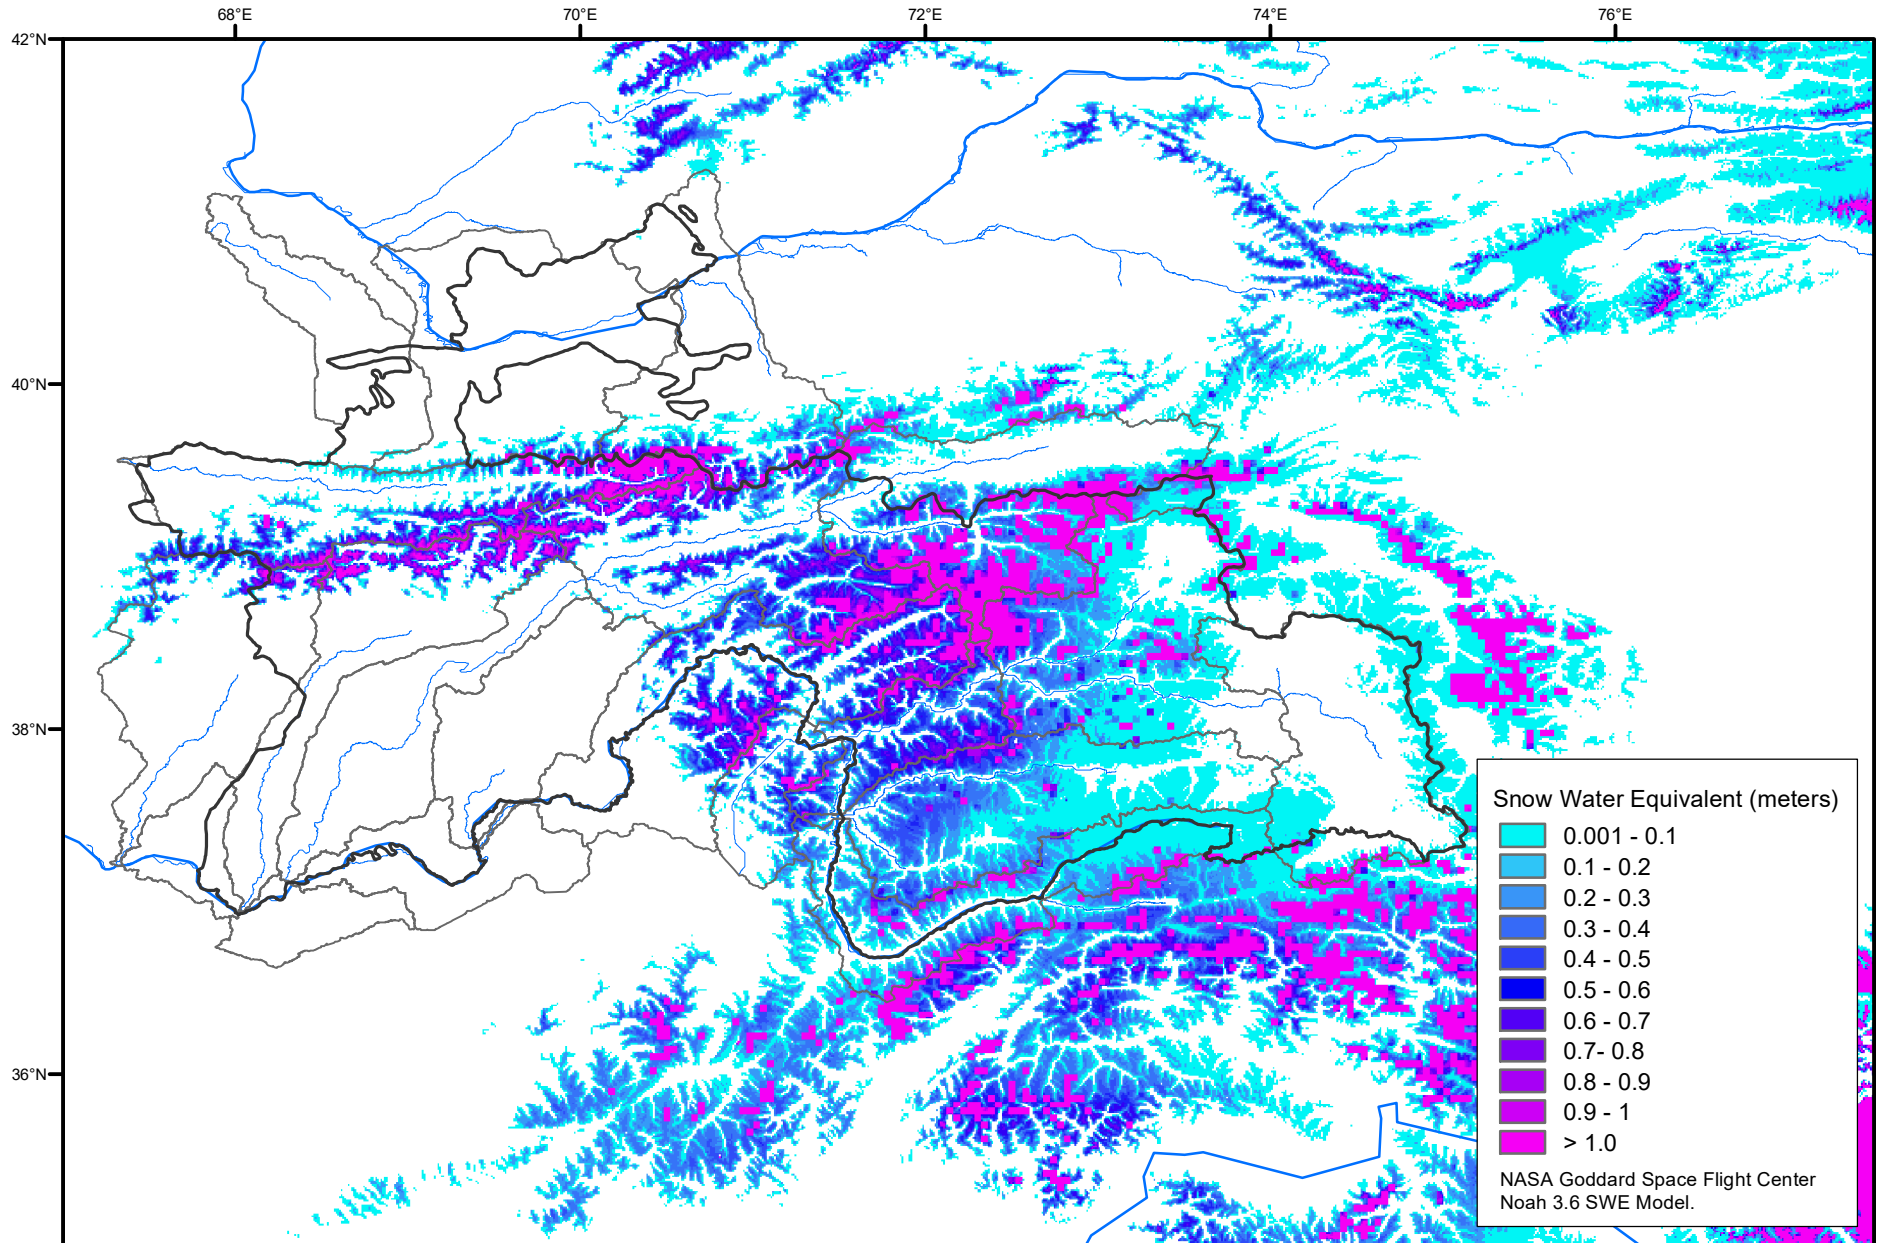 68°E 70°E 72°E 74°E 76°E
42°N
40°N
38°N
36°N
Snow Water Equivalent (meters)
0.001 - 0.1
0.1 - 0.2
0.2 - 0.3
0.3 - 0.4
0.4 - 0.5
0.5 - 0.6
0.6 - 0.7
0.7- 0.8
0.8 - 0.9
0.9 - 1
> 1.0
NASA Goddard Space Flight Center
Noah 3.6 SWE Model.